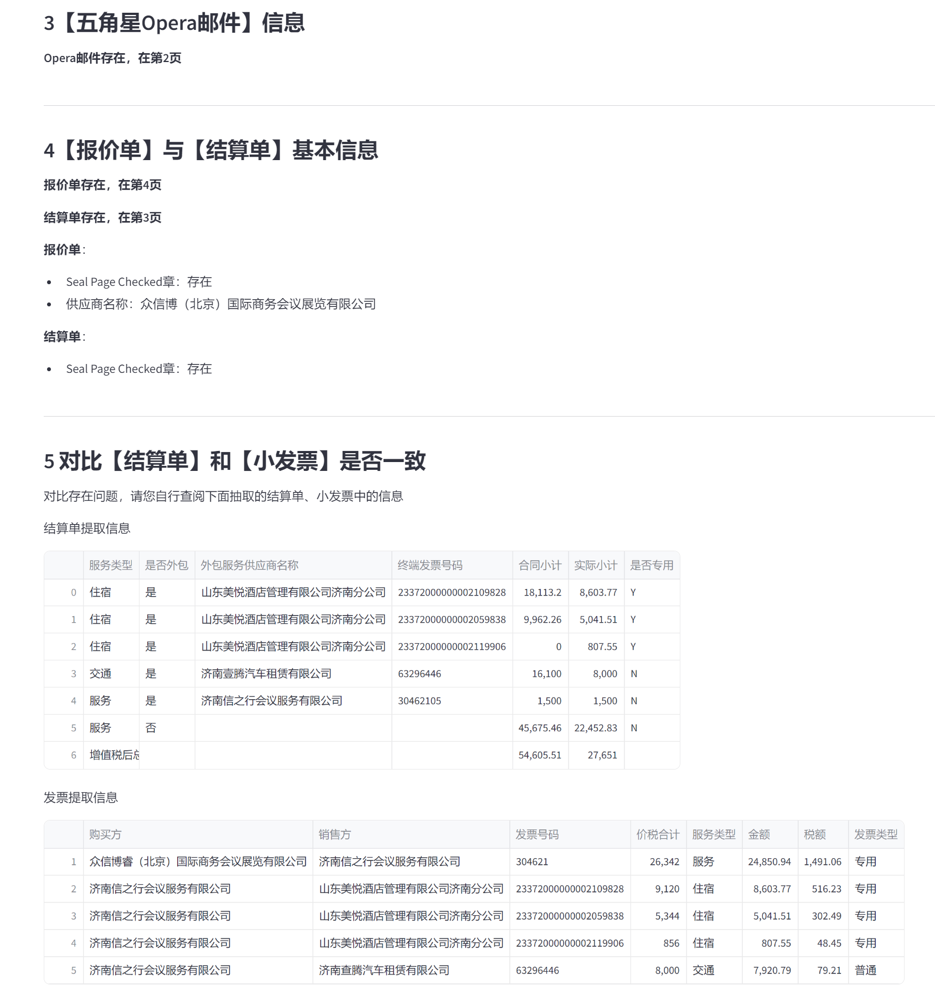 3【五角星Opera邮件】信息
Opera邮件存在，在第2页
4【报价单】与【结算单】基本信息
报价单存在，在第4页
结算单存在，在第3页
报价单：
• Seal Page Checked章：存在
• 供应商名称：众信博（北京）国际商务会议展览有限公司
结算单：
• Seal Page Checked章：存在
5 对比【结算单】和【小发票】是否一致
对比存在问题，请您自行查阅下面抽取的结算单、小发票中的信息
结算单提取信息
服务类型 是否外包 外包服务供应商名称 终端发票号码 合同小计 实际小计 是否专用
0 住宿 是 山东美悦酒店管理有限公司济南分公司 23372000000002109828 18,113.2 8,603.77 Y
1 住宿 是 山东美悦酒店管理有限公司济南分公司 23372000000002059838 9,962.26 5,041.51 Y
2 住宿 是 山东美悦酒店管理有限公司济南分公司 23372000000002119906 0 807.55 Y
3 交通 是 济南壹腾汽车租赁有限公司 63296446 16,100 8,000 N
4 服务 是 济南信之行会议服务有限公司 30462105 1,500 1,500 N
5 服务 否 45,675.46 22,452.83 N
6 增值税后总 54,605.51 27,651
发票提取信息
购买方 销售方 发票号码 价税合计 服务类型 金额 税额 发票类型
1 众信博睿（北京）国际商务会议展览有限公司 济南信之行会议服务有限公司 304621 26,342 服务 24,850.94 1,491.06 专用
2 济南信之行会议服务有限公司 山东美悦酒店管理有限公司济南分公司 23372000000002109828 9,120 住宿 8,603.77 516.23 专用
3 济南信之行会议服务有限公司 山东美悦酒店管理有限公司济南分公司 23372000000002059838 5,344 住宿 5,041.51 302.49 专用
4 济南信之行会议服务有限公司 山东美悦酒店管理有限公司济南分公司 23372000000002119906 856 住宿 807.55 48.45 专用
5 济南信之行会议服务有限公司 济南查腾汽车租赁有限公司 63296446 8,000 交通 7,920.79 79.21 普通